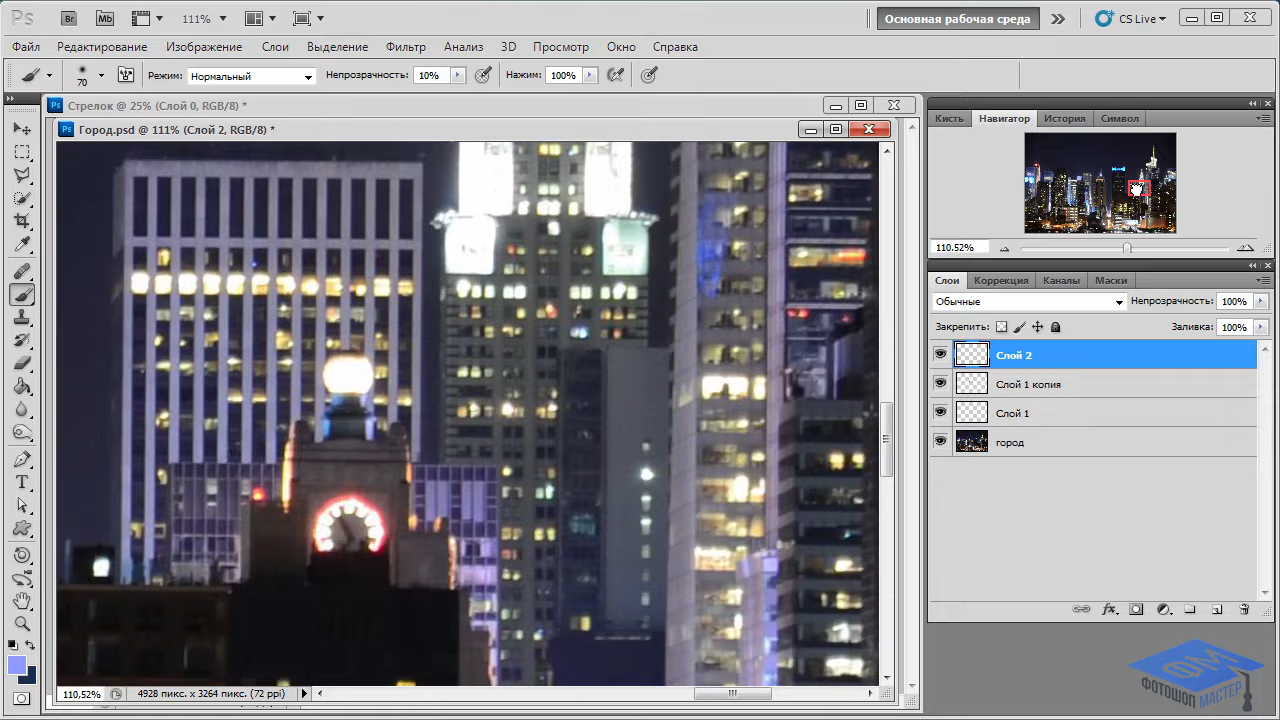 Ps Br Mb 111% Основная рабочая среда CS Live
Файл Редактирование Изображение Слои Выделение Фильтр Анализ 3D Просмотр Окно Справка
70 Режим: Нормальный Непрозрачность: 10% Нажим: 100%
Ps Стрелок @ 25% (Слой 0, RGB/8) *
Ps Город.psd @ 111% (Слой 2, RGB/8) *
Кисть Навигатор История Символ
110.52%
Слои Коррекция Каналы Маски
Обычные Непрозрачность: 100%
Закрепить: Заливка: 100%
Слой 2
Слой 1 копия
Слой 1
город
T
fx
110,52% 4928 пикс. x 3264 пикс. (72 ppi)
ФМ
ФОТОШОП МАСТЕР